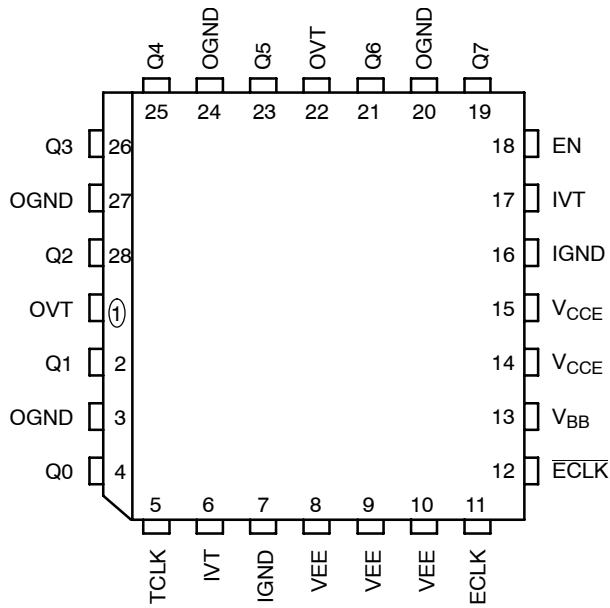 Q4 OGND Q5 OVT Q6 OGND Q7
25 24 23 22 21 20 19
Q3 26 18 EN
OGND 27 17 IVT
Q2 28 16 IGND
OVT 1 15 VCCE
Q1 2 14 VCCE
OGND 3 13 VBB
Q0 4 12 E̅C̅L̅K̅
5 6 7 8 9 10 11
TCLK IVT IGND VEE VEE VEE ECLK